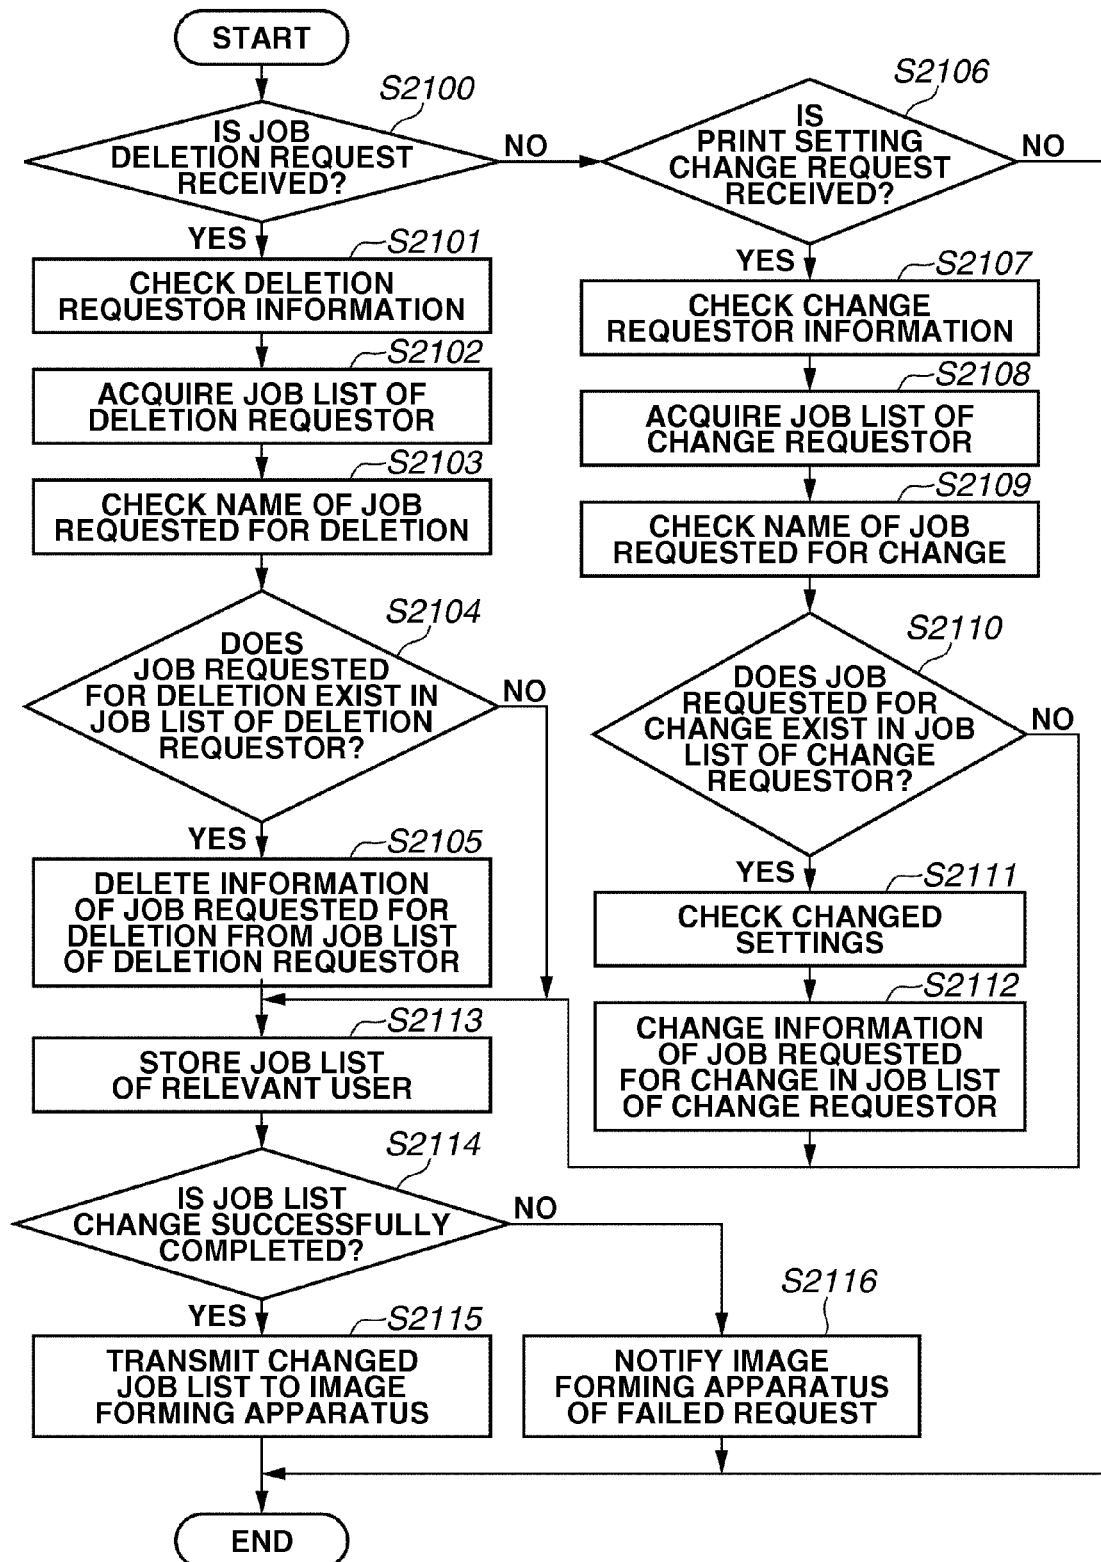 START
S2100
IS JOB
DELETION REQUEST
RECEIVED?
NO
YES
S2101
CHECK DELETION
REQUESTOR INFORMATION
S2102
ACQUIRE JOB LIST OF
DELETION REQUESTOR
S2103
CHECK NAME OF JOB
REQUESTED FOR DELETION
S2104
DOES
JOB REQUESTED
FOR DELETION EXIST IN
JOB LIST OF DELETION
REQUESTOR?
NO
YES
S2105
DELETE INFORMATION
OF JOB REQUESTED FOR
DELETION FROM JOB LIST
OF DELETION REQUESTOR
S2106
IS
PRINT SETTING
CHANGE REQUEST
RECEIVED?
NO
YES
S2107
CHECK CHANGE
REQUESTOR INFORMATION
S2108
ACQUIRE JOB LIST OF
CHANGE REQUESTOR
S2109
CHECK NAME OF JOB
REQUESTED FOR CHANGE
S2110
DOES JOB
REQUESTED FOR
CHANGE EXIST IN JOB
LIST OF CHANGE
REQUESTOR?
NO
YES
S2111
CHECK CHANGED
SETTINGS
S2112
CHANGE INFORMATION
OF JOB REQUESTED
FOR CHANGE IN JOB LIST
OF CHANGE REQUESTOR
S2113
STORE JOB LIST
OF RELEVANT USER
S2114
IS JOB LIST
CHANGE SUCCESSFULLY
COMPLETED?
NO
YES
S2115
TRANSMIT CHANGED
JOB LIST TO IMAGE
FORMING APPARATUS
S2116
NOTIFY IMAGE
FORMING APPARATUS
OF FAILED REQUEST
END